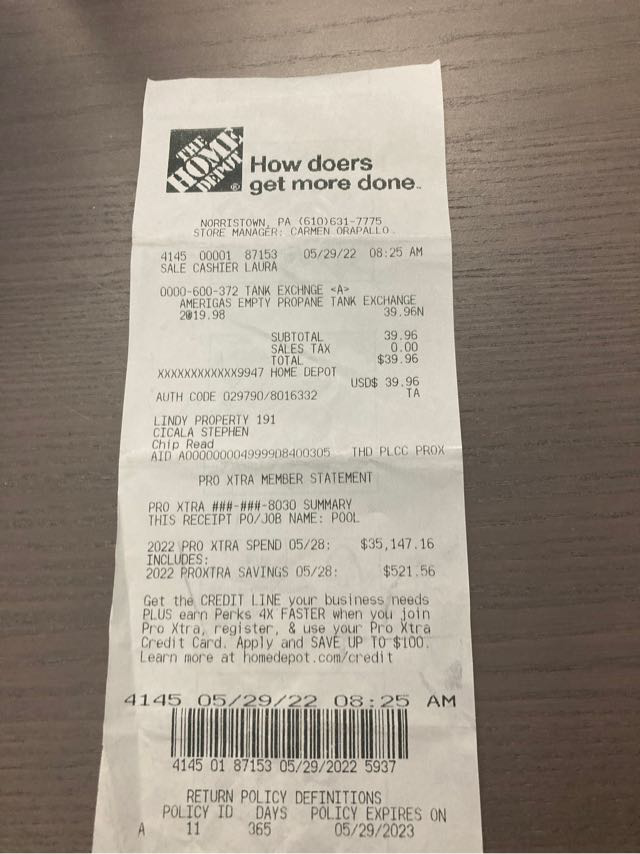 THE
HOME
DEPOT
®
How doers
get more done™
NORRISTOWN, PA (610)631-7775
STORE MANAGER: CARMEN ORAPALLO.
4145 00001 87153 05/29/22 08:25 AM
SALE CASHIER LAURA
0000-600-372 TANK EXCHNGE <A>
AMERIGAS EMPTY PROPANE TANK EXCHANGE
2@19.98 39.96N
SUBTOTAL 39.96
SALES TAX 0.00
TOTAL $39.96
XXXXXXXXXXXX9947 HOME DEPOT
USD$ 39.96
AUTH CODE 029790/8016332 TA
LINDY PROPERTY 191
CICALA STEPHEN
Chip Read
AID A0000000049999D8400305 THD PLCC PROX
PRO XTRA MEMBER STATEMENT
PRO XTRA ###-###-8030 SUMMARY
THIS RECEIPT PO/JOB NAME: POOL
2022 PRO XTRA SPEND 05/28: $35,147.16
INCLUDES:
2022 PROXTRA SAVINGS 05/28: $521.56
Get the CREDIT LINE your business needs
PLUS earn Perks 4X FASTER when you join
Pro Xtra, register, & use your Pro Xtra
Credit Card. Apply and SAVE UP TO $100.
Learn more at homedepot.com/credit
4145 05/29/22 08:25 AM
4145 01 87153 05/29/2022 5937
RETURN POLICY DEFINITIONS
POLICY ID DAYS POLICY EXPIRES ON
A 11 365 05/29/2023